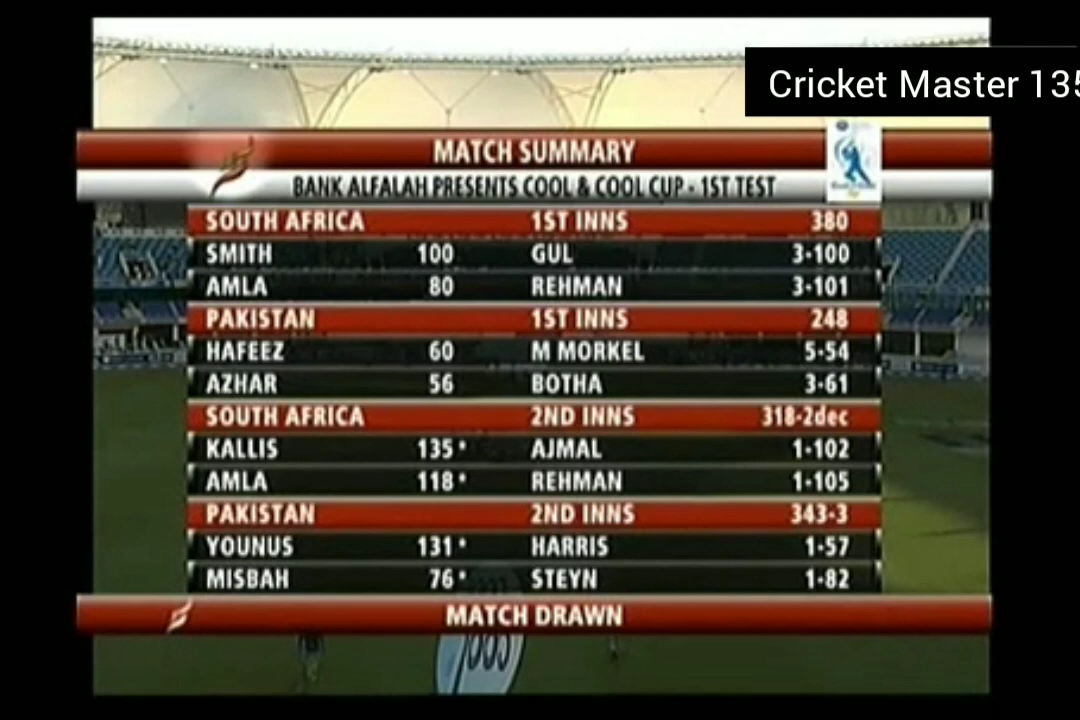 Cricket Master 135
MATCH SUMMARY
BANK ALFALAH PRESENTS COOL & COOL CUP - 1ST TEST
SOUTH AFRICA 1ST INNS 380
SMITH 100 GUL 3-100
AMLA 80 REHMAN 3-101
PAKISTAN 1ST INNS 248
HAFEEZ 60 M MORKEL 5-54
AZHAR 56 BOTHA 3-61
SOUTH AFRICA 2ND INNS 318-2dec
KALLIS 135* AJMAL 1-102
AMLA 118* REHMAN 1-105
PAKISTAN 2ND INNS 343-3
YOUNUS 131* HARRIS 1-57
MISBAH 76* STEYN 1-82
MATCH DRAWN